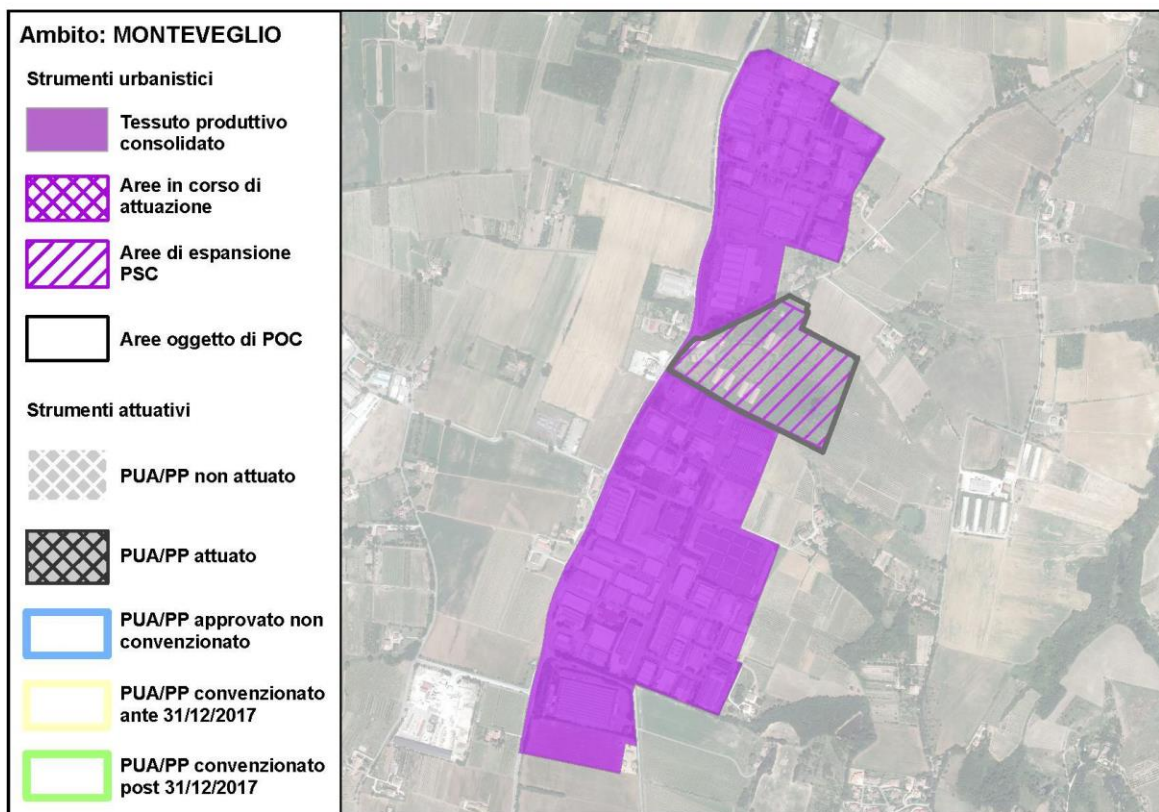 Ambito: MONTEVEGLIO
Strumenti urbanistici
Tessuto produttivo
consolidato
Aree in corso di
attuazione
Aree di espansione
PSC
Aree oggetto di POC
Strumenti attuativi
PUA/PP non attuato
PUA/PP attuato
PUA/PP approvato non
convenzionato
PUA/PP convenzionato
ante 31/12/2017
PUA/PP convenzionato
post 31/12/2017